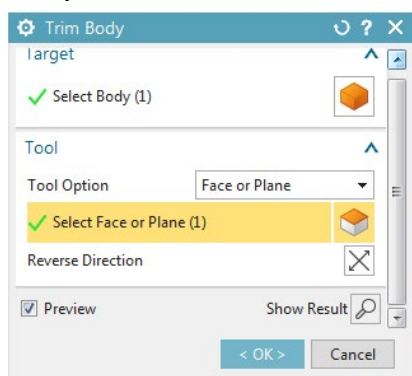 Trim Body ?
Target
Select Body (1)
Tool
Tool Option Face or Plane
Select Face or Plane (1)
Reverse Direction
Preview Show Result
< OK > Cancel